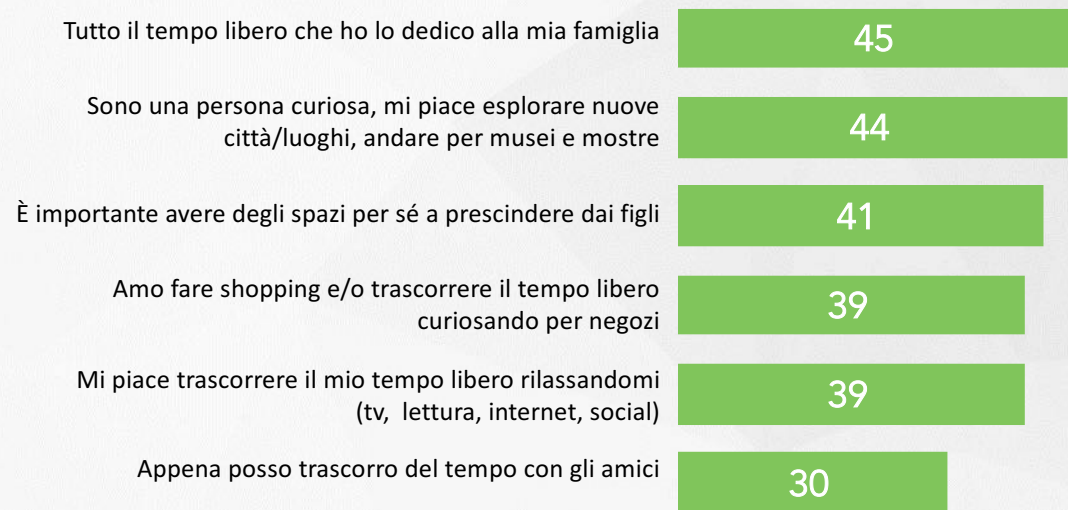 Tutto il tempo libero che ho lo dedico alla mia famiglia
45
Sono una persona curiosa, mi piace esplorare nuove
città/luoghi, andare per musei e mostre
44
È importante avere degli spazi per sé a prescindere dai figli
41
Amo fare shopping e/o trascorrere il tempo libero
curiosando per negozi
39
Mi piace trascorrere il mio tempo libero rilassandomi
(tv, lettura, internet, social)
39
Appena posso trascorro del tempo con gli amici
30